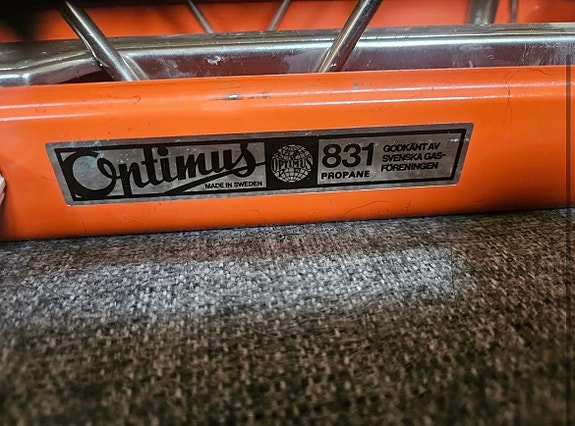 Optimus
MADE IN SWEDEN
OPTIMUS
831
PROPANE
GODKÄNT AV
SVENSKA GAS-
FÖRENINGEN